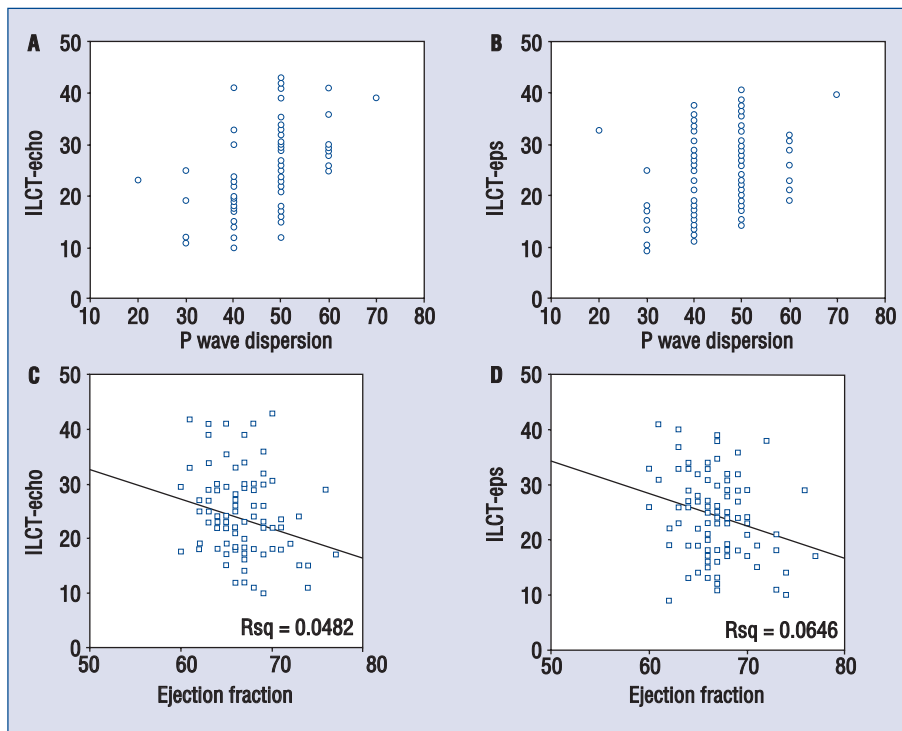 A
50
40
30
20
10
0
ILCT-echo
10 20 30 40 50 60 70 80
P wave dispersion
B
50
40
30
20
10
0
ILCT-eps
10 20 30 40 50 60 70 80
P wave dispersion
C
50
40
30
20
10
0
ILCT-echo
Rsq = 0.0482
50 60 70 80
Ejection fraction
D
50
40
30
20
10
0
ILCT-eps
Rsq = 0.0646
50 60 70 80
Ejection fraction